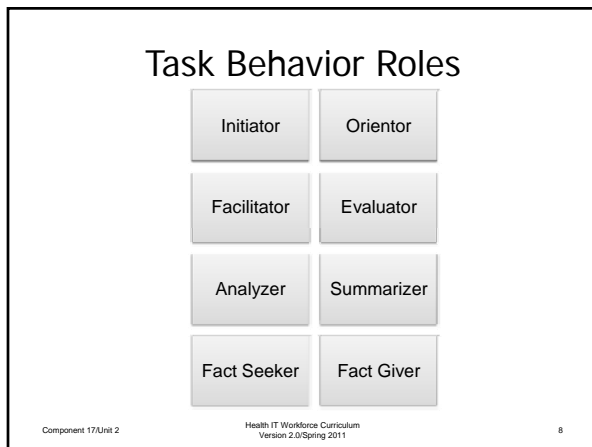 Task Behavior Roles
Initiator
Orientor
Facilitator
Evaluator
Analyzer
Summarizer
Fact Seeker
Fact Giver
Component 17/Unit 2
Health IT Workforce Curriculum
Version 2.0/Spring 2011
8